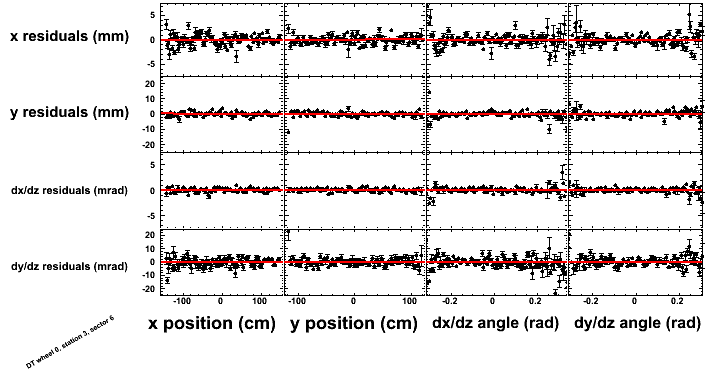 x residuals (mm)
5
0
-5
y residuals (mm)
20
10
0
-10
-20
dx/dz residuals (mrad)
5
0
-5
dy/dz residuals (mrad)
20
10
0
-10
-20
-100 0 100 -100 0 100 -0.2 0 0.2 -0.2 0 0.2
x position (cm) y position (cm) dx/dz angle (rad) dy/dz angle (rad)
DT wheel 0, station 3, sector 6